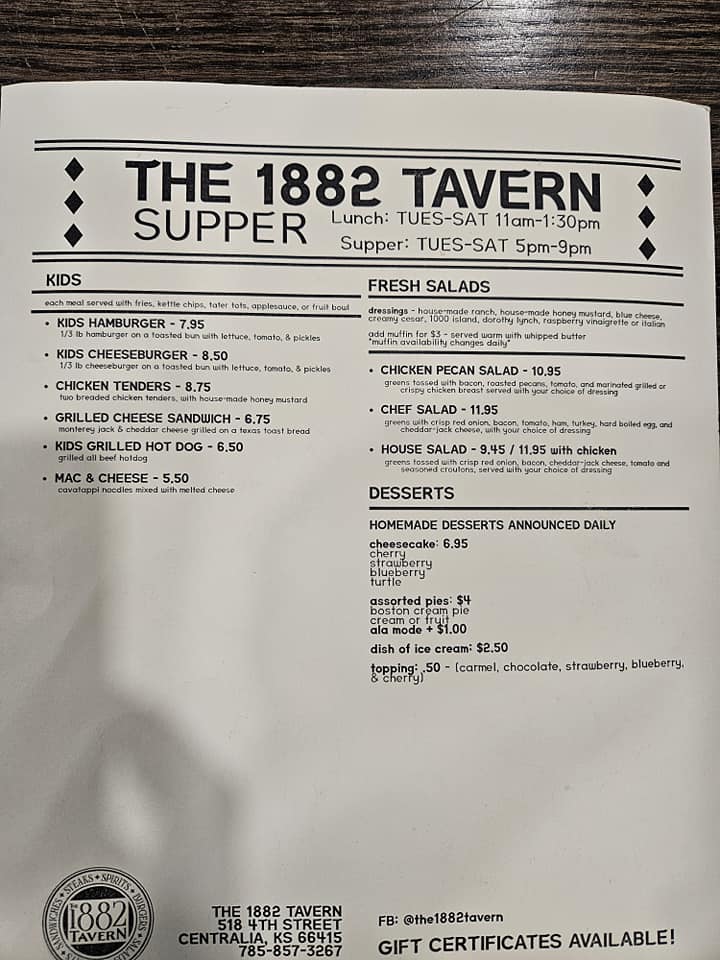 THE 1882 TAVERN
SUPPER
Lunch: TUES-SAT 11am-1:30pm
Supper: TUES-SAT 5pm-9pm
KIDS
each meal served with fries, kettle chips, tater tots, applesauce, or fruit bowl
• KIDS HAMBURGER - 7.95
1/3 lb hamburger on a toasted bun with lettuce, tomato, & pickles
• KIDS CHEESEBURGER - 8.50
1/3 lb cheeseburger on a toasted bun with lettuce, tomato, & pickles
• CHICKEN TENDERS - 8.75
two breaded chicken tenders, with house-made honey mustard
• GRILLED CHEESE SANDWICH - 6.75
monterey jack & cheddar cheese grilled on a texas toast bread
• KIDS GRILLED HOT DOG - 6.50
grilled all beef hotdog
• MAC & CHEESE - 5.50
cavatappi noodles mixed with melted cheese
FRESH SALADS
dressings - house-made ranch, house-made honey mustard, blue cheese,
creamy cesar, 1000 island, dorothy lynch, raspberry vinaigrette or italian
add muffin for $3 - served warm with whipped butter
"muffin availability changes daily"
• CHICKEN PECAN SALAD - 10.95
greens tossed with bacon, roasted pecans, tomato, and marinated grilled or
crispy chicken breast served with your choice of dressing
• CHEF SALAD - 11.95
greens with crisp red onion, bacon, tomato, ham, turkey, hard boiled egg, and
cheddar-jack cheese, with your choice of dressing
• HOUSE SALAD - 9.45 / 11.95 with chicken
greens tossed with crisp red onion, bacon, cheddar-jack cheese, tomato and
seasoned croutons, served with your choice of dressing
DESSERTS
HOMEMADE DESSERTS ANNOUNCED DAILY
cheesecake: 6.95
cherry
strawberry
blueberry
turtle
assorted pies: $4
boston cream pie
cream or fruit
ala mode + $1.00
dish of ice cream: $2.50
topping: .50 - (carmel, chocolate, strawberry, blueberry,
& cherry)
STEAKS • SPIRITS • BURGERS • SALADS
SANDWICHES
THE
1882
TAVERN
THE 1882 TAVERN
518 4TH STREET
CENTRALIA, KS 66415
785-857-3267
FB: @the1882tavern
GIFT CERTIFICATES AVAILABLE!